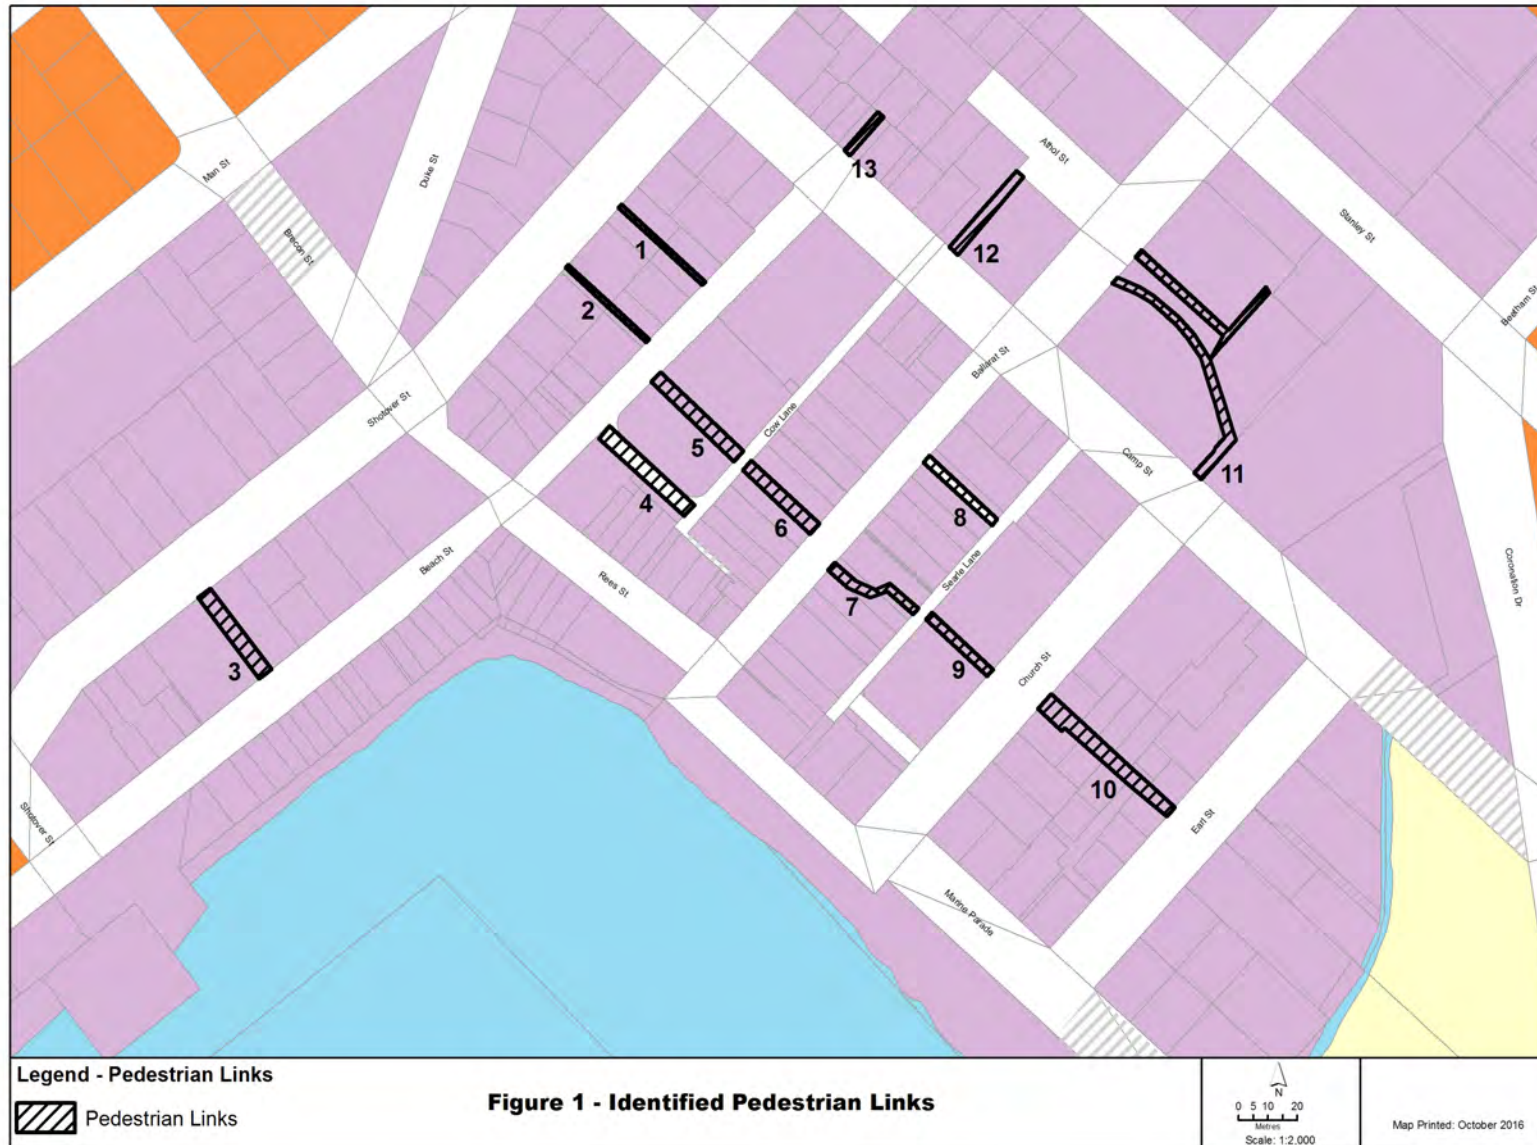 Man St
Duke St
Brecon St
Athol St
Stanley St
Beetham St
Shotover St
Ballarat St
Cow Lane
Camp St
Coronation Dr
Beach St
Rees St
Searle Lane
Church St
Earl St
Marine Parade
Shotover St
1
2
3
4
5
6
7
8
9
10
11
12
13
Legend - Pedestrian Links
Pedestrian Links
Figure 1 - Identified Pedestrian Links
N
0 5 10 20
Metres
Scale: 1:2,000
Map Printed: October 2016